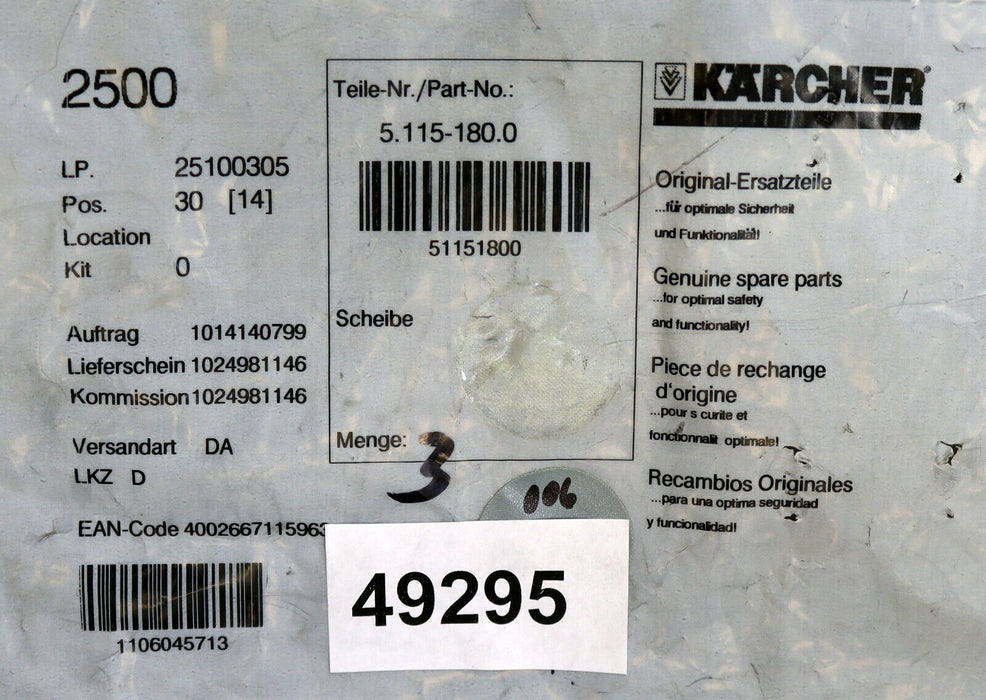 2500
LP. 25100305
Pos. 30 [14]
Location
Kit 0
Auftrag 1014140799
Lieferschein 1024981146
Kommission 1024981146
Versandart DA
LKZ D
EAN-Code 4002667115963
1106045713
Teile-Nr./Part-No.:
5.115-180.0
51151800
Scheibe
Menge: 3
106
49295
KÄRCHER
Original-Ersatzteile
...für optimale Sicherheit
und Funktionalität!
Genuine spare parts
...for optimal safety
and functionality!
Piece de rechange
d'origine
...pour s curite et
fonctionnalit optimale!
Recambios Originales
...para una optima seguridad
y funcionalidad!